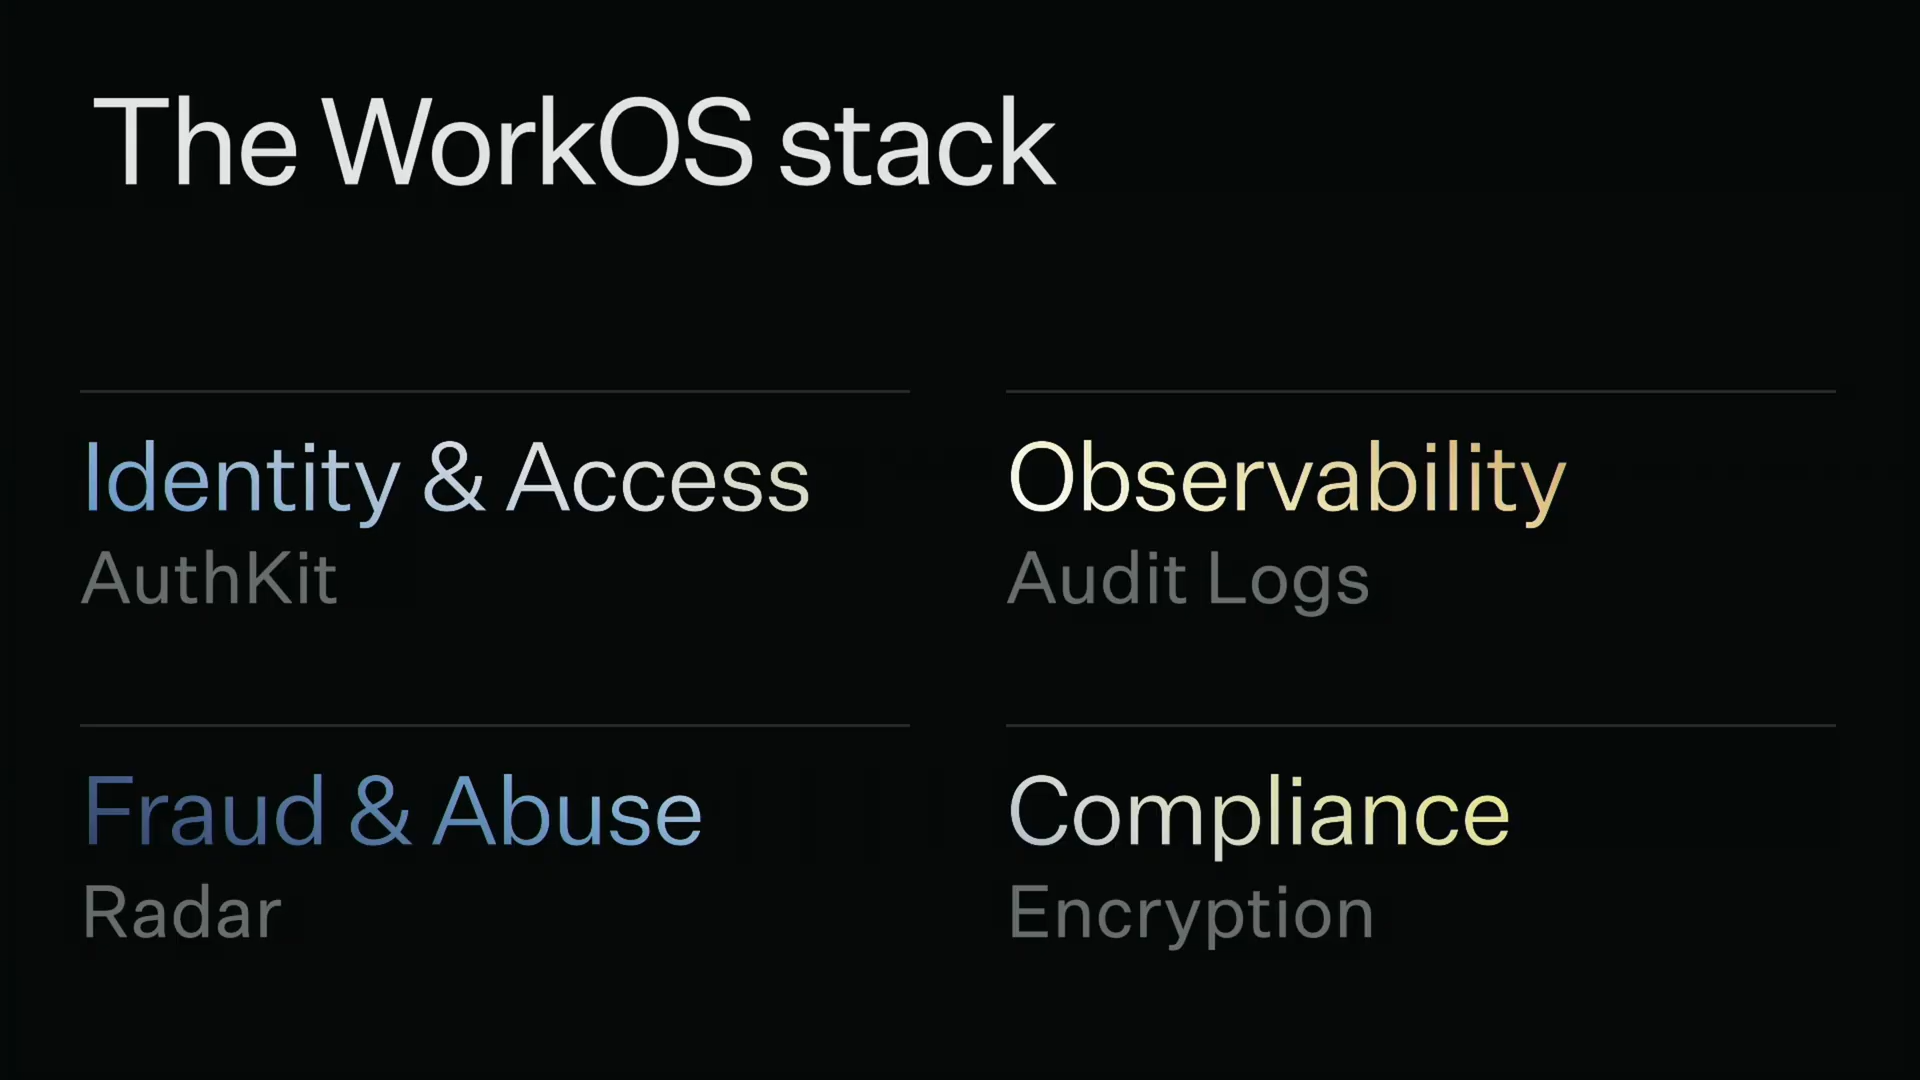 The WorkOS stack
Identity & Access
AuthKit
Observability
Audit Logs
Fraud & Abuse
Radar
Compliance
Encryption